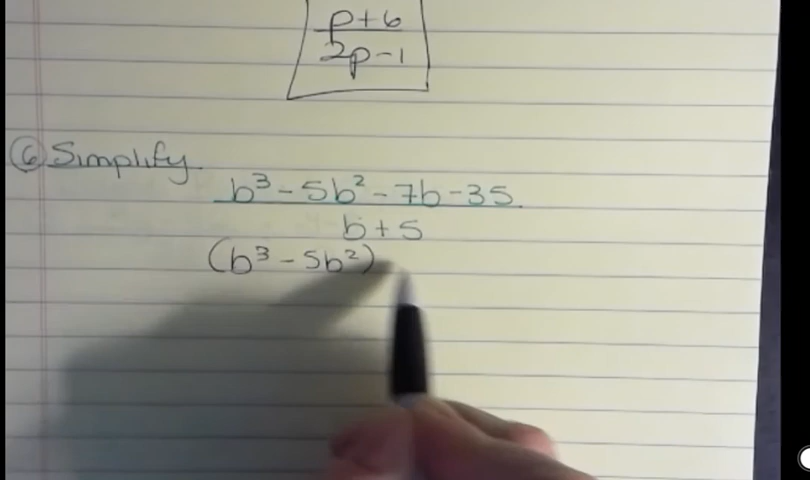 p+6
2p-1
6 Simplify
b³ - 5b² - 7b - 35
b + 5
(b³ - 5b²)